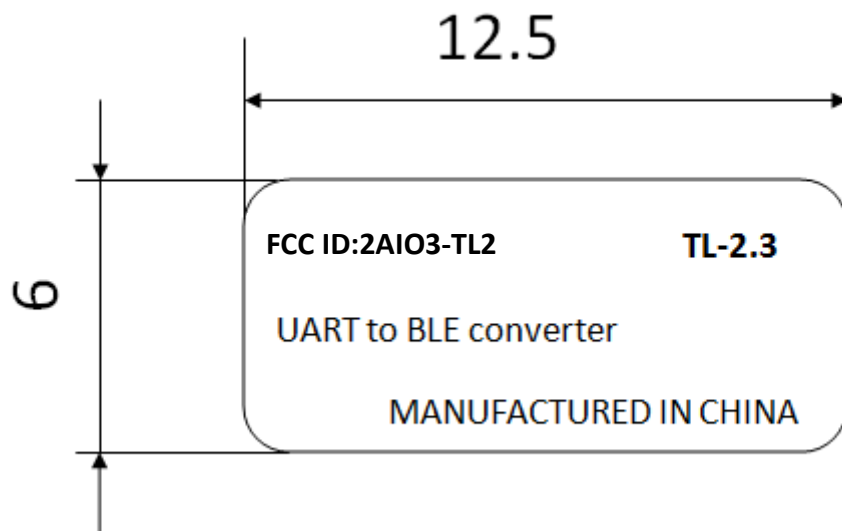 12.5
6
FCC ID:2AIO3-TL2 TL-2.3
UART to BLE converter
MANUFACTURED IN CHINA